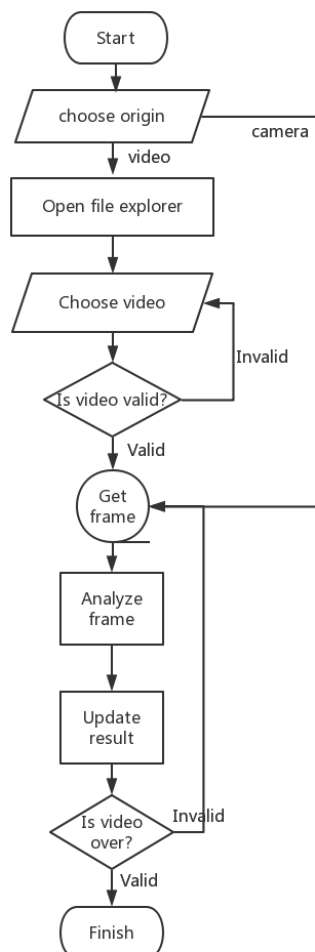 Start
choose origin
camera
video
Open file explorer
Choose video
Invalid
Is video valid?
Valid
Get
frame
Analyze
frame
Update
result
Invalid
Is video
over?
Valid
Finish